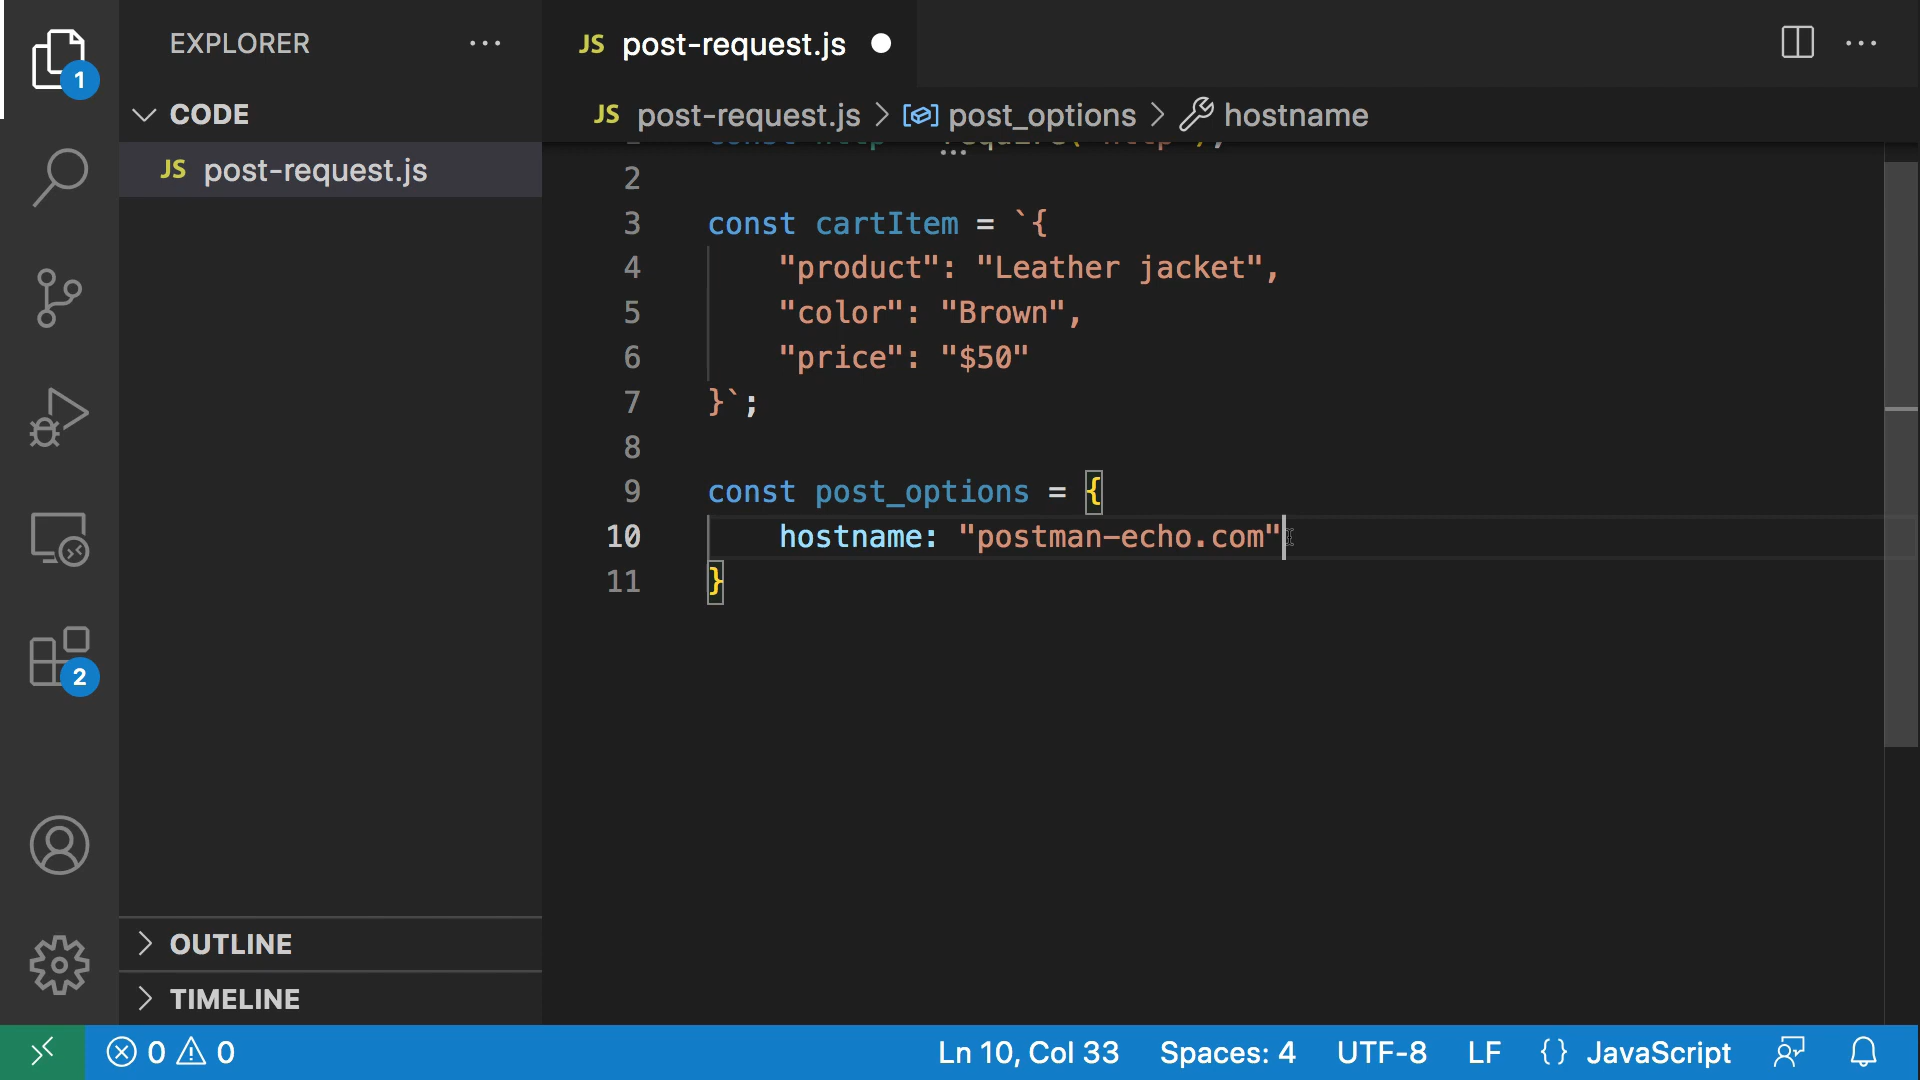 EXPLORER
JS post-request.js
1
CODE
JS post-request.js > post_options > hostname
JS post-request.js
2
3 const cartItem = `{
4 "product": "Leather jacket",
5 "color": "Brown",
6 "price": "$50"
7 }`;
8
9 const post_options = {
10 hostname: "postman-echo.com"
11 }
2
OUTLINE
TIMELINE
0 0 Ln 10, Col 33 Spaces: 4 UTF-8 LF {} JavaScript